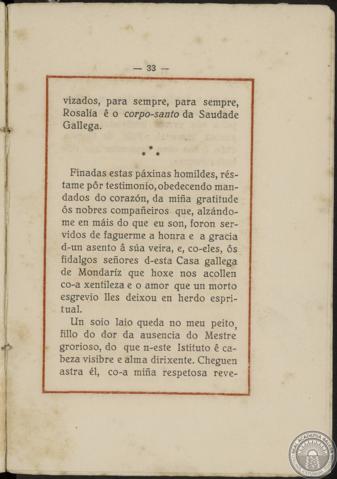 — 33 —
vizados, para sempre, para sempre,
Rosalía ê o corpo-santo da Saudade
Gallega.
Finadas estas páxinas homildes, rés-
tame pôr testimonio, obedecendo man-
dados do corazón, da miña gratitude
ôs nobres compañeiros que, alzándo-
me en máis do que eu son, foron ser-
vidos de faguerme a honra e a gracia
d-un asento â súa veira, e, co-eles, ôs
fidalgos señores d-esta Casa gallega
de Mondaríz que hoxe nos acollen
co-a xentileza e o amor que un morto
esgrevio lles deixou en herdo espri-
tual.
Un soio laio queda no meu peito,
fillo do dor da ausencia do Mestre
grorioso, do que n-este Istituto ê ca-
beza visibre e alma dirixente. Cheguen
astra él, co-a miña respetosa reve-